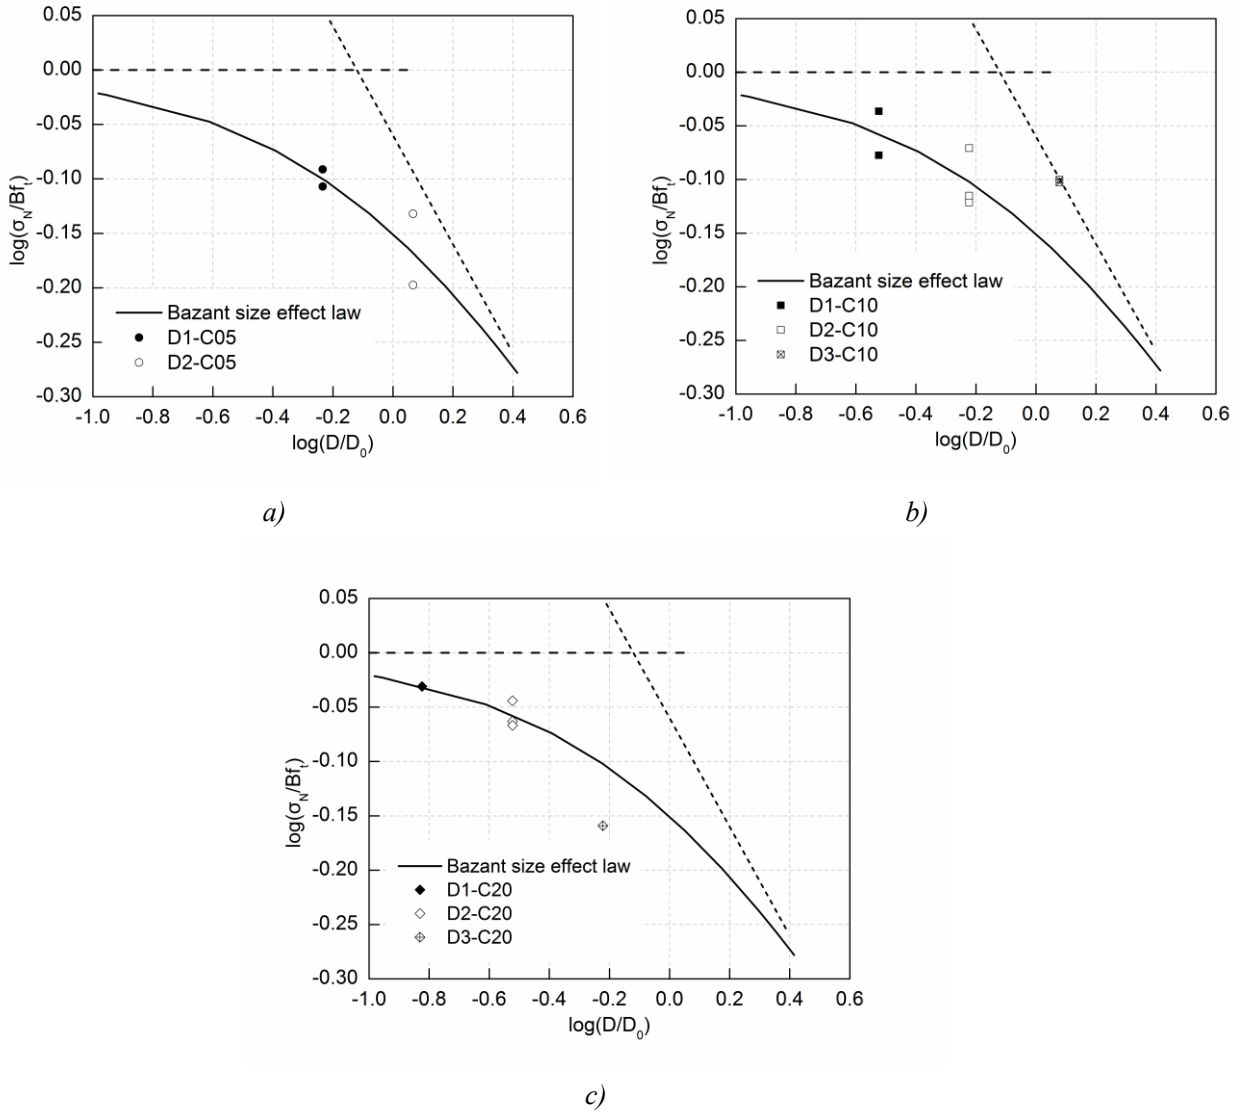 0.05
0.00
-0.05
-0.10
-0.15
-0.20
-0.25
-0.30
log(σN/Bft)
Bazant size effect law
D1-C05
D2-C05
-1.0 -0.8 -0.6 -0.4 -0.2 0.0 0.2 0.4 0.6
log(D/D0)
a)
0.05
0.00
-0.05
-0.10
-0.15
-0.20
-0.25
-0.30
log(σN/Bft)
Bazant size effect law
D1-C10
D2-C10
D3-C10
-1.0 -0.8 -0.6 -0.4 -0.2 0.0 0.2 0.4 0.6
log(D/D0)
b)
0.05
0.00
-0.05
-0.10
-0.15
-0.20
-0.25
-0.30
log(σN/Bft)
Bazant size effect law
D1-C20
D2-C20
D3-C20
-1.0 -0.8 -0.6 -0.4 -0.2 0.0 0.2 0.4 0.6
log(D/D0)
c)